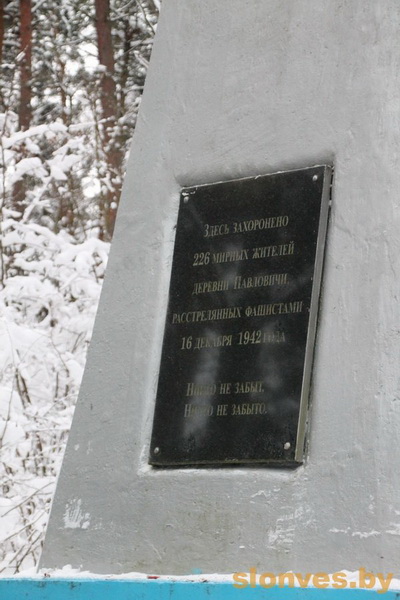 Здесь захоронено
226 мирных жителей
деревни Павловичи,
расстрелянных фашистами
16 декабря 1942 года
Никто не забыт.
Ничто не забыто.
slonves.by